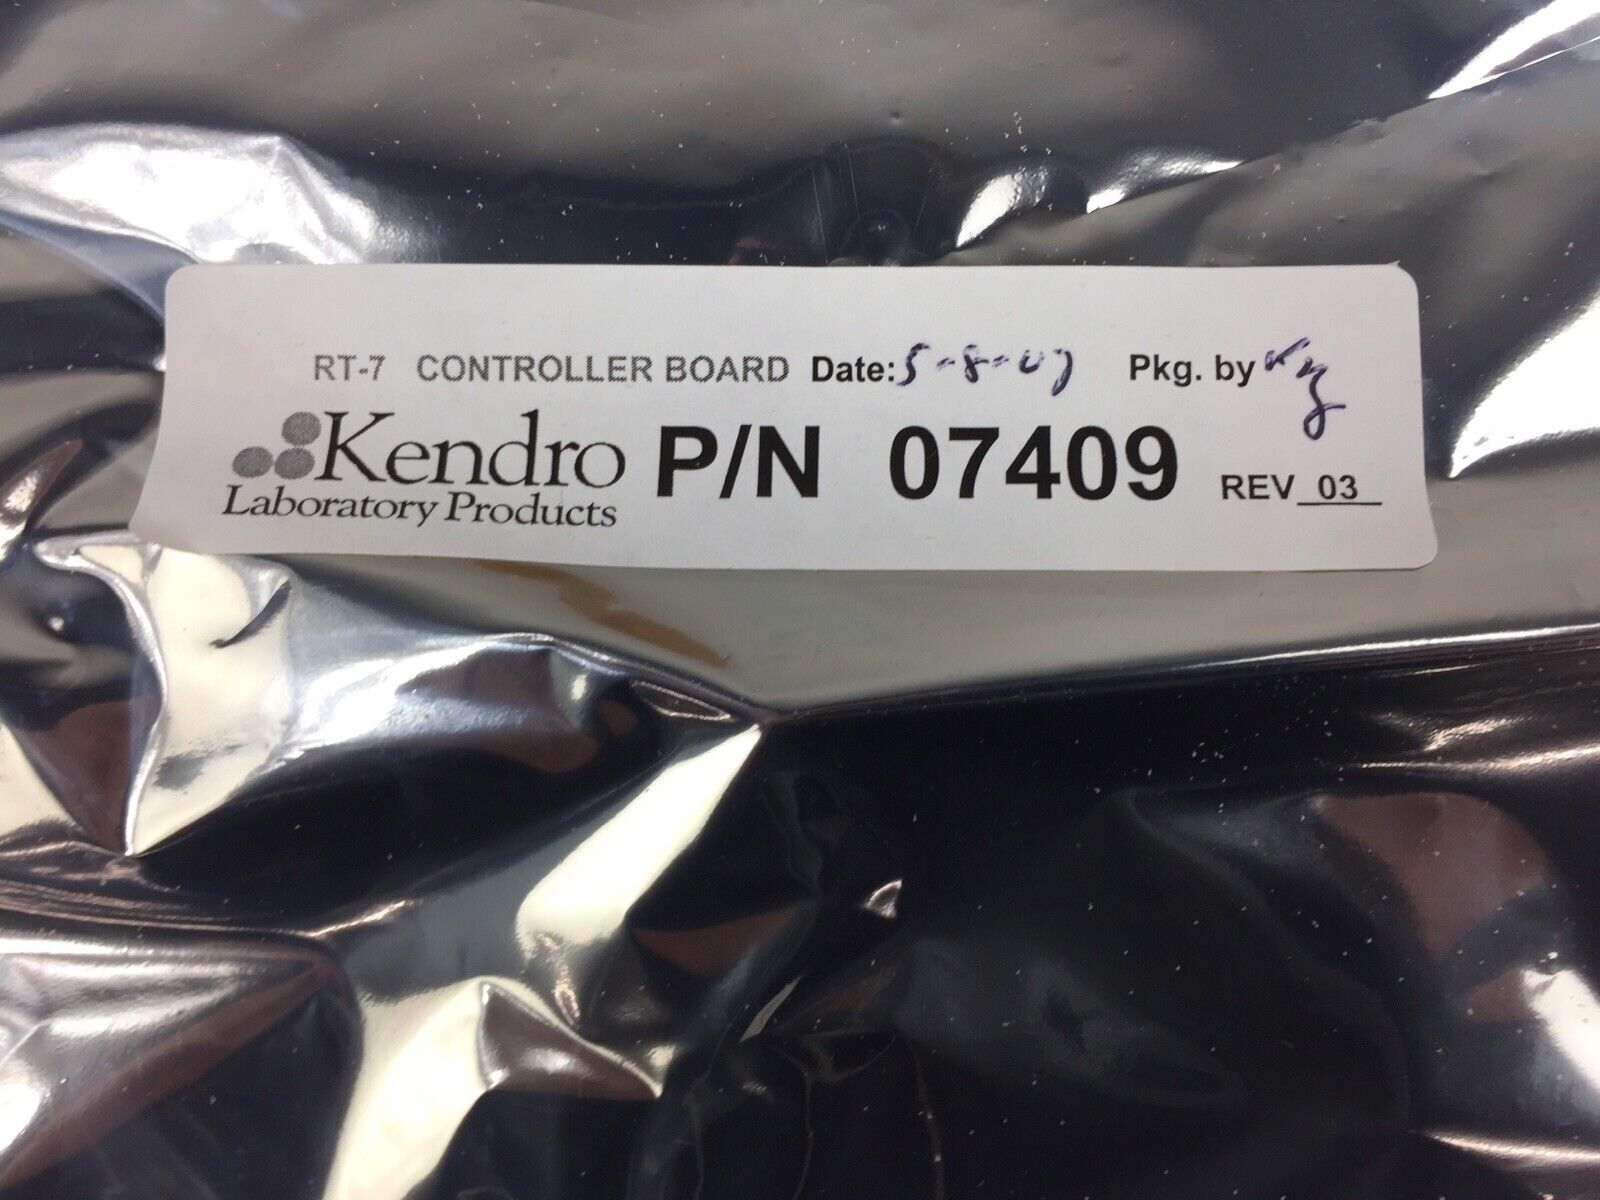 RT-7 CONTROLLER BOARD Date: 5-8-07 Pkg. by
Kendro P/N 07409 REV 03
Laboratory Products